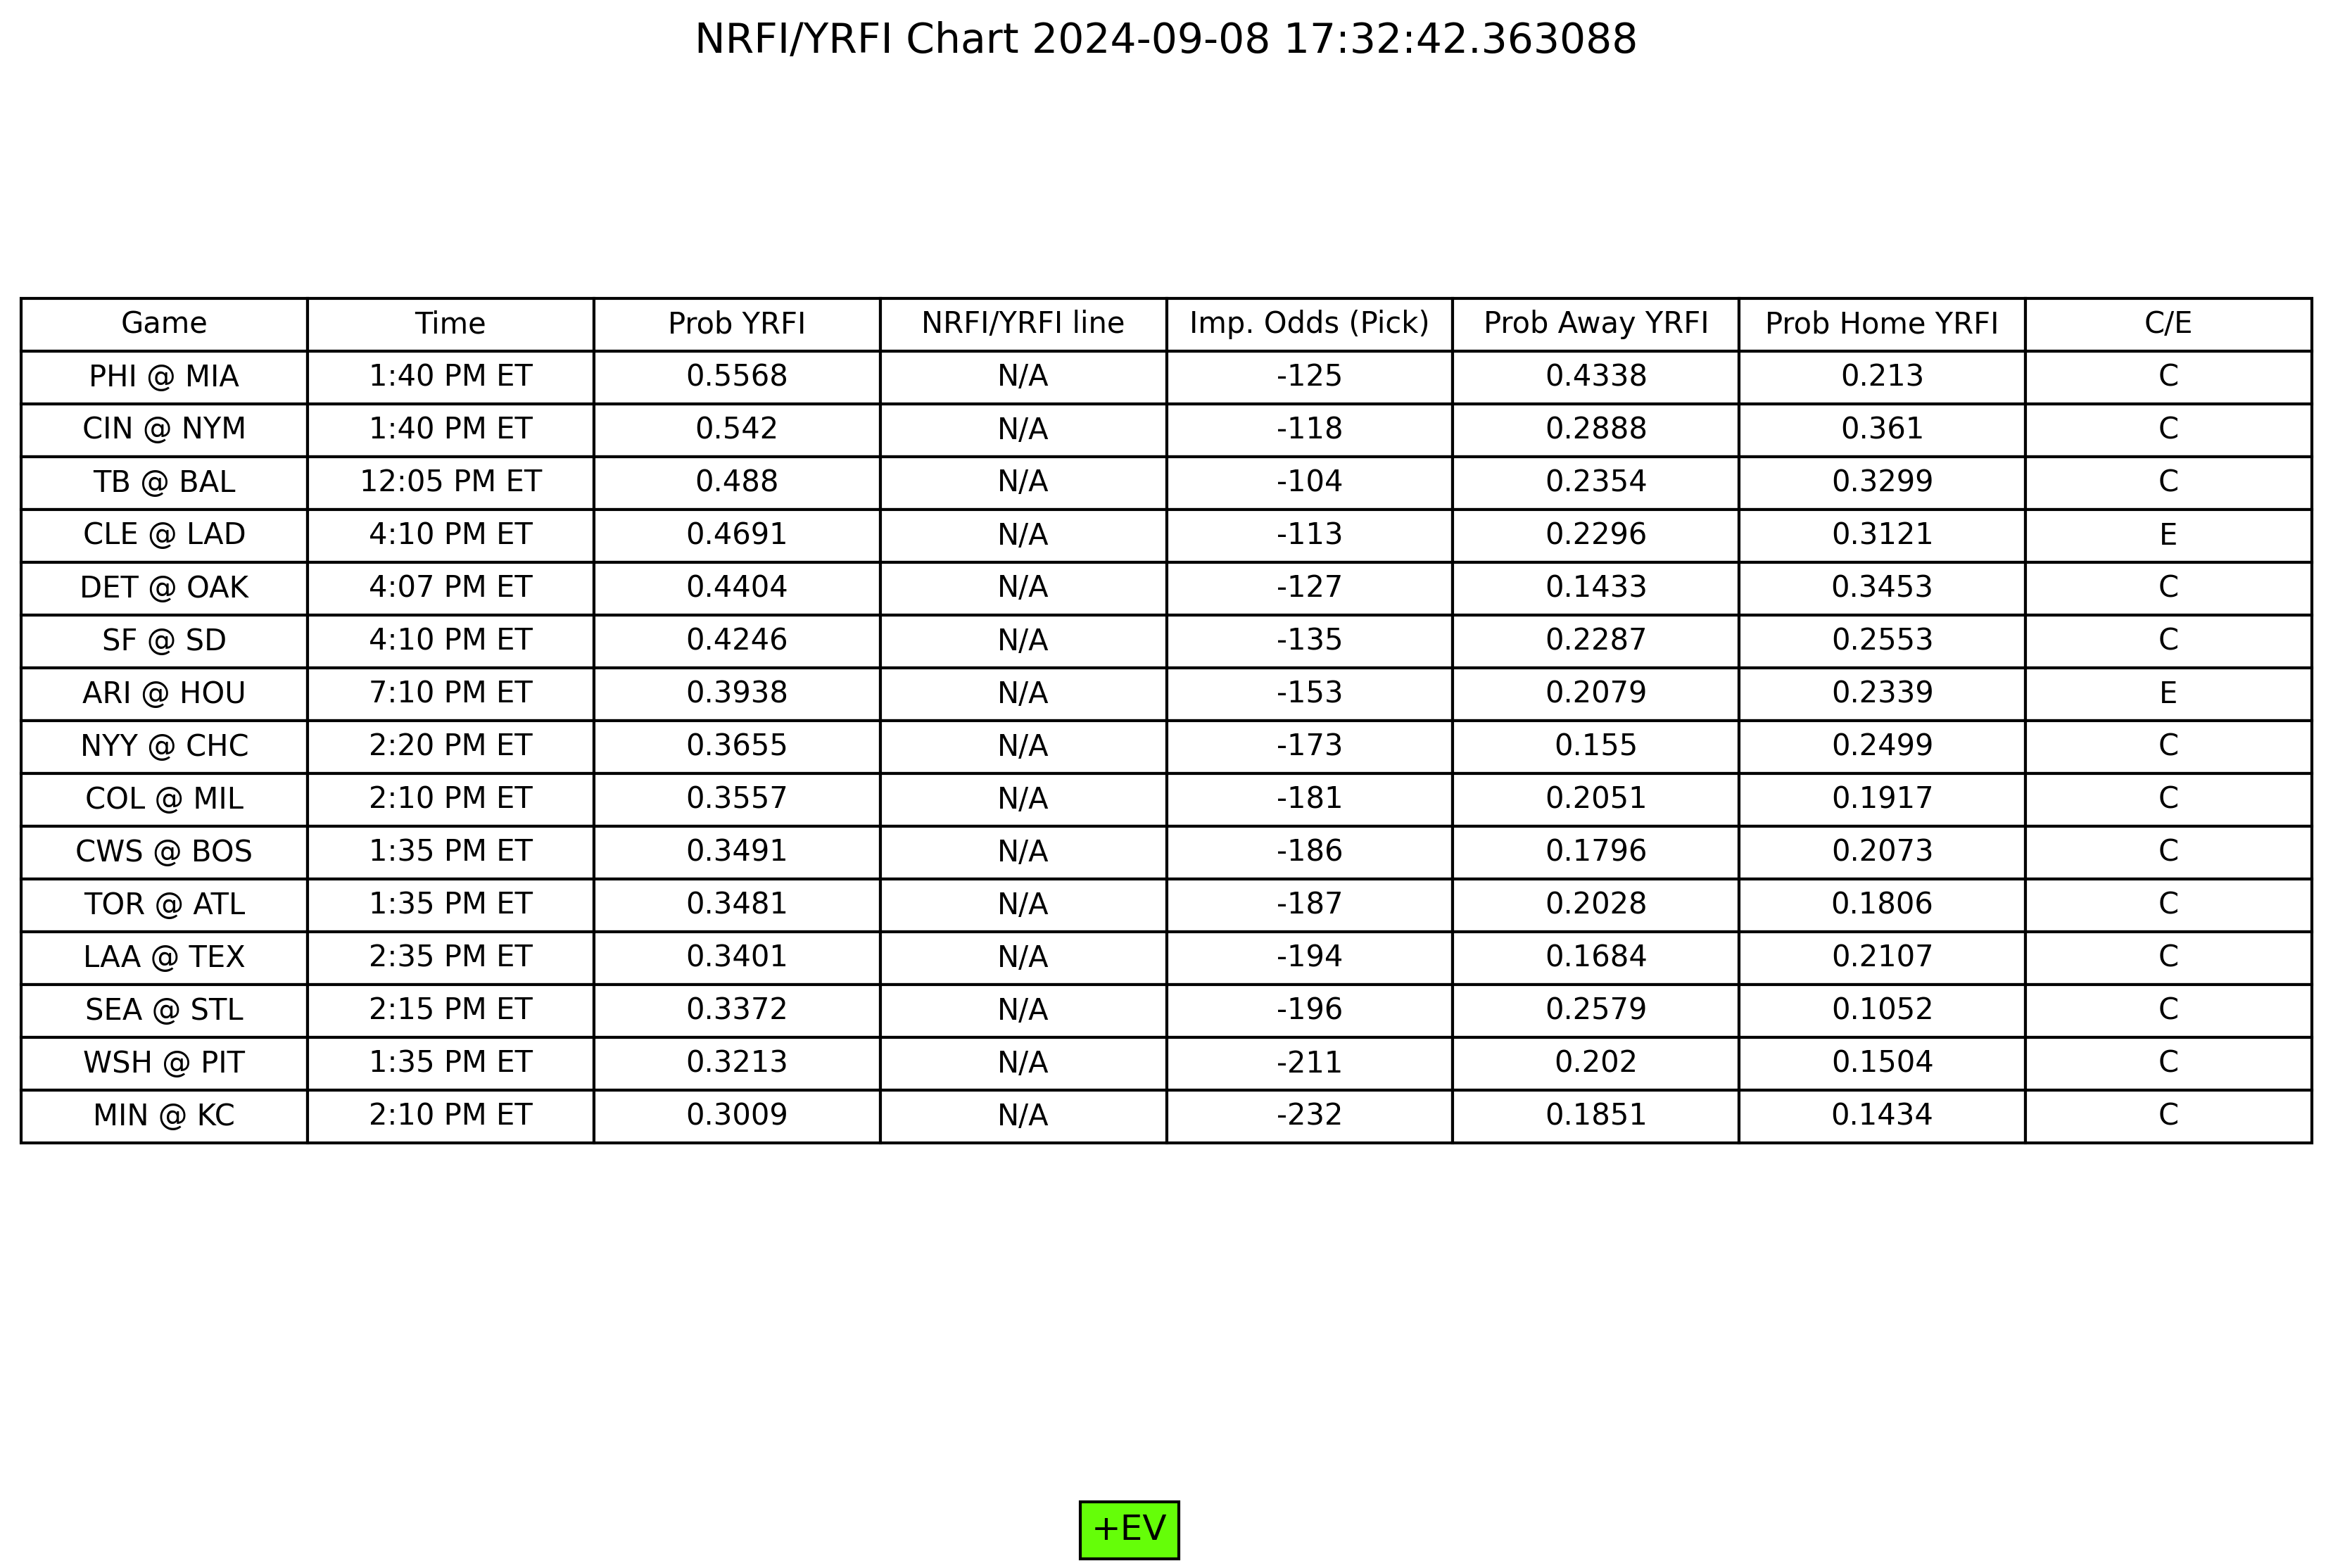 NRFI/YRFI Chart 2024-09-08 17:32:42.363088
Game Time Prob YRFI NRFI/YRFI line Imp. Odds (Pick) Prob Away YRFI Prob Home YRFI C/E
PHI @ MIA 1:40 PM ET 0.5568 N/A -125 0.4338 0.213 C
CIN @ NYM 1:40 PM ET 0.542 N/A -118 0.2888 0.361 C
TB @ BAL 12:05 PM ET 0.488 N/A -104 0.2354 0.3299 C
CLE @ LAD 4:10 PM ET 0.4691 N/A -113 0.2296 0.3121 E
DET @ OAK 4:07 PM ET 0.4404 N/A -127 0.1433 0.3453 C
SF @ SD 4:10 PM ET 0.4246 N/A -135 0.2287 0.2553 C
ARI @ HOU 7:10 PM ET 0.3938 N/A -153 0.2079 0.2339 E
NYY @ CHC 2:20 PM ET 0.3655 N/A -173 0.155 0.2499 C
COL @ MIL 2:10 PM ET 0.3557 N/A -181 0.2051 0.1917 C
CWS @ BOS 1:35 PM ET 0.3491 N/A -186 0.1796 0.2073 C
TOR @ ATL 1:35 PM ET 0.3481 N/A -187 0.2028 0.1806 C
LAA @ TEX 2:35 PM ET 0.3401 N/A -194 0.1684 0.2107 C
SEA @ STL 2:15 PM ET 0.3372 N/A -196 0.2579 0.1052 C
WSH @ PIT 1:35 PM ET 0.3213 N/A -211 0.202 0.1504 C
MIN @ KC 2:10 PM ET 0.3009 N/A -232 0.1851 0.1434 C
+EV